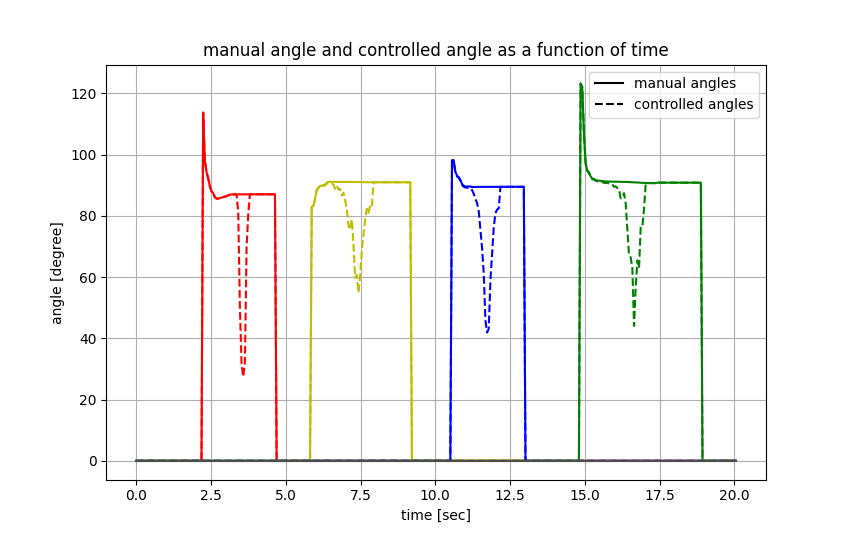 manual angle and controlled angle as a function of time
manual angles
controlled angles
120
100
80
60
40
20
0
angle [degree]
0.0 2.5 5.0 7.5 10.0 12.5 15.0 17.5 20.0
time [sec]